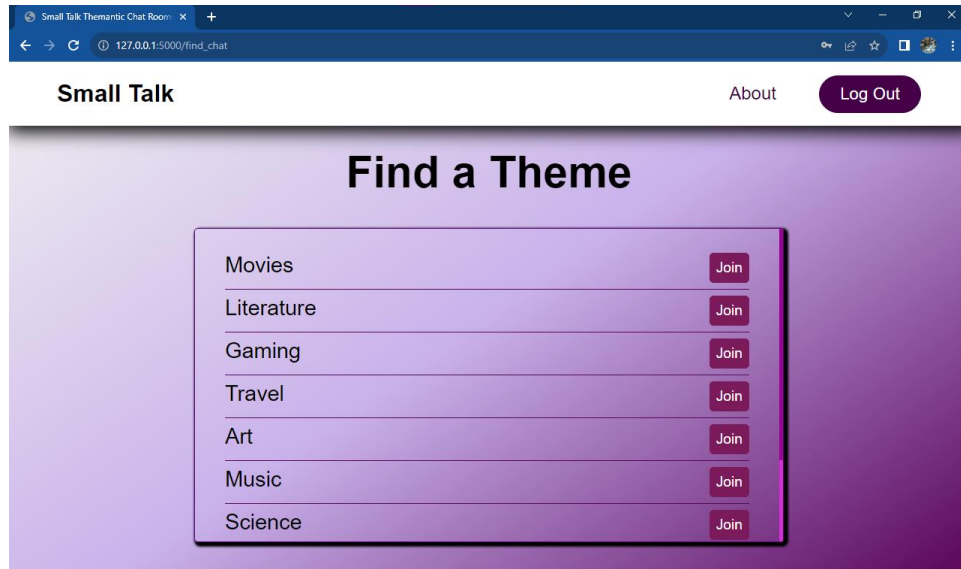 Small Talk Themantic Chat Room
127.0.0.1:5000/find_chat
Small Talk
About
Log Out
Find a Theme
Movies Join
Literature Join
Gaming Join
Travel Join
Art Join
Music Join
Science Join